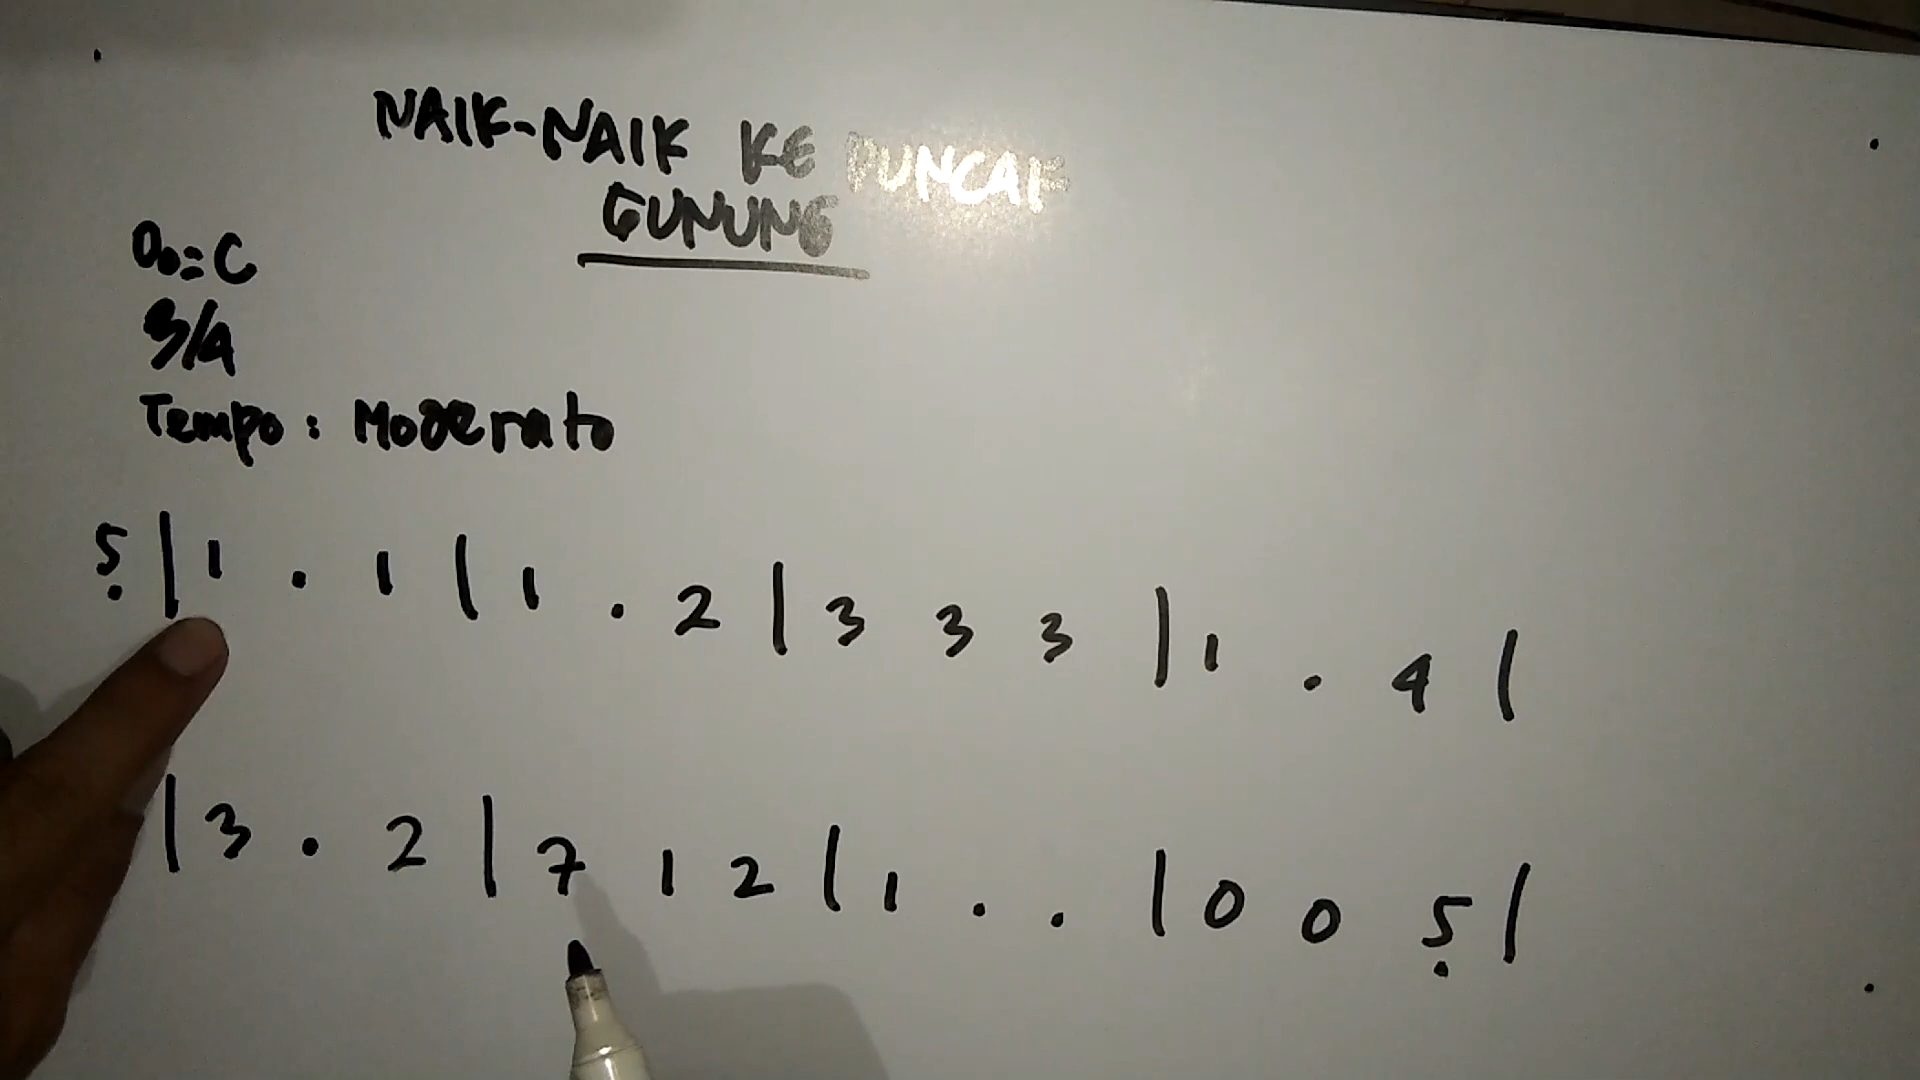 NAIK-NAIK KE PUNCAK
GUNUNG
Do=C
3/4
Tempo: Moderato
5̣ | 1 . 1 | 1 . 2 | 3 3 3 | 1 . 4 |
| 3 . 2 | 7 1 2 | 1 . . | 0 0 5̣ |